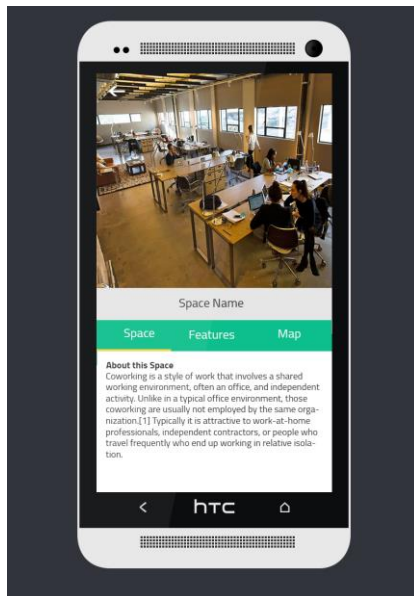 Space Name
Space Features Map
About this Space
Coworking is a style of work that involves a shared
working environment, often an office, and independent
activity. Unlike in a typical office environment, those
coworking are usually not employed by the same orga-
nization.[1] Typically it is attractive to work-at-home
professionals, independent contractors, or people who
travel frequently who end up working in relative isola-
tion.
hTC